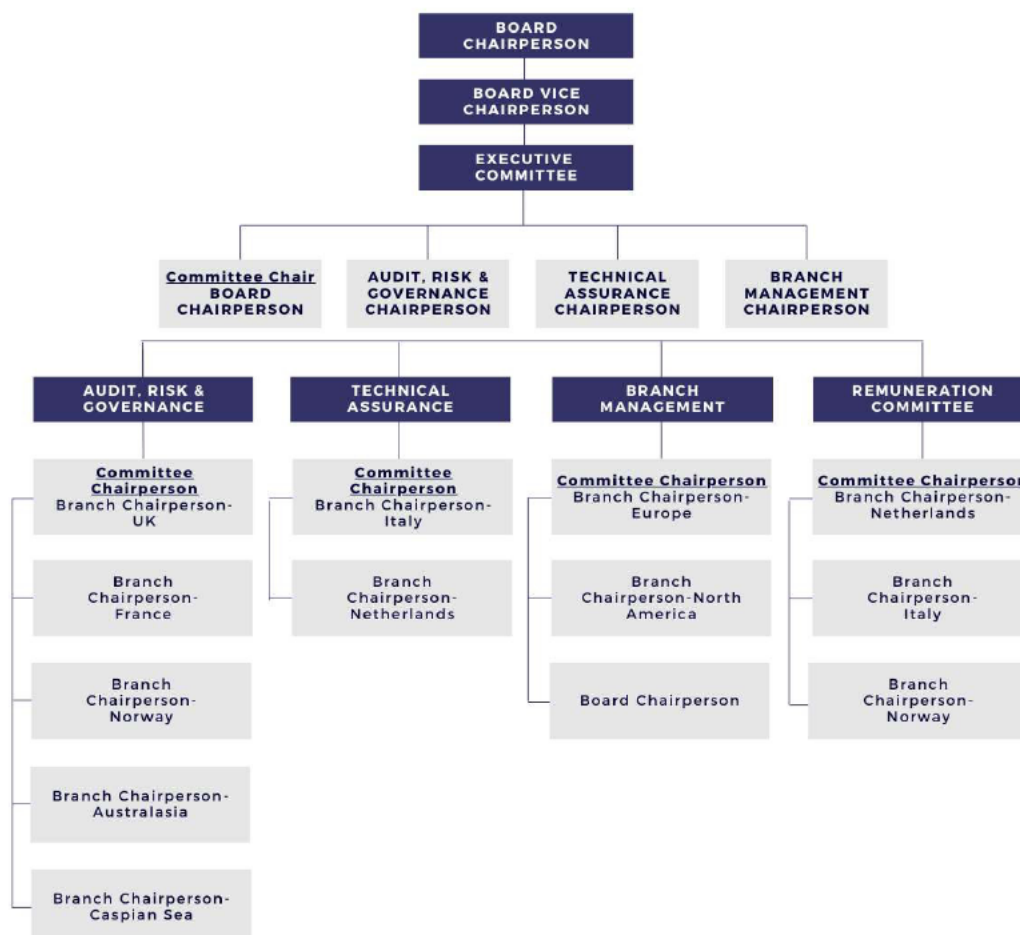 BOARD
CHAIRPERSON
BOARD VICE
CHAIRPERSON
EXECUTIVE
COMMITTEE
Committee Chair
BOARD
CHAIRPERSON
AUDIT, RISK &
GOVERNANCE
CHAIRPERSON
TECHNICAL
ASSURANCE
CHAIRPERSON
BRANCH
MANAGEMENT
CHAIRPERSON
AUDIT, RISK &
GOVERNANCE
TECHNICAL
ASSURANCE
BRANCH
MANAGEMENT
REMUNERATION
COMMITTEE
Committee
Chairperson
Branch Chairperson-
UK
Committee
Chairperson
Branch Chairperson-
Italy
Committee Chairperson
Branch Chairperson-
Europe
Committee Chairperson
Branch Chairperson-
Netherlands
Branch
Chairperson-
France
Branch
Chairperson-
Netherlands
Branch
Chairperson-North
America
Branch
Chairperson-
Italy
Branch
Chairperson-
Norway
Board Chairperson
Branch
Chairperson-
Norway
Branch Chairperson-
Australasia
Branch Chairperson-
Caspian Sea